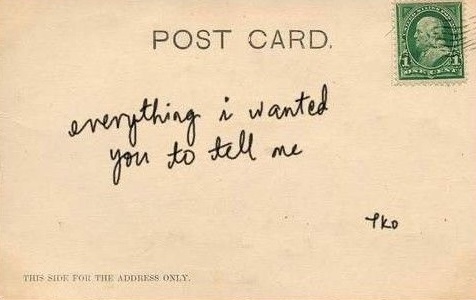 POST CARD.
1 1
ONE CENT
everything i wanted
you to tell me
tko
THIS SIDE FOR THE ADDRESS ONLY.